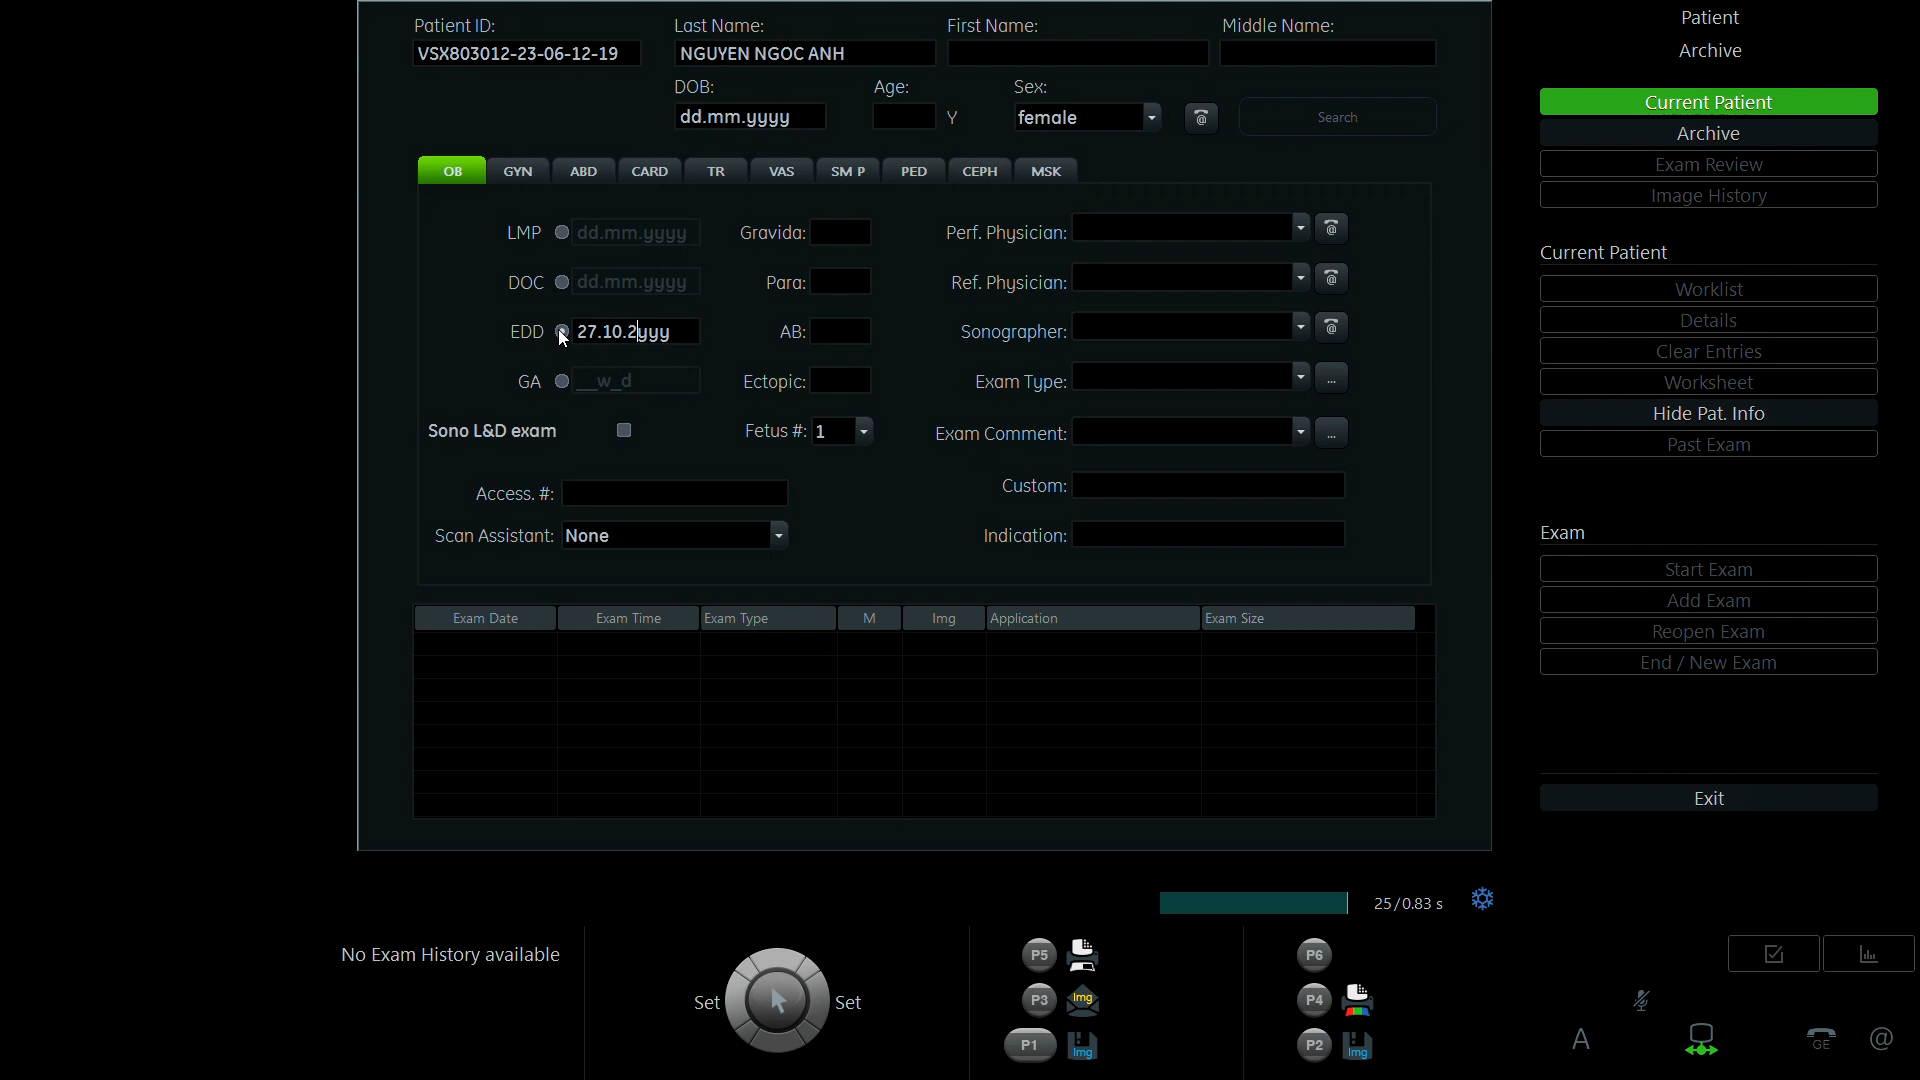 Patient ID: Last Name: First Name: Middle Name:
VSX803012-23-06-12-19 NGUYEN NGOC ANH
DOB: Age: Sex:
dd.mm.yyyy Y female @ Search
OB GYN ABD CARD TR VAS SM P PED CEPH MSK
LMP dd.mm.yyyy Gravida: Perf. Physician: @
DOC dd.mm.yyyy Para: Ref. Physician: @
EDD 27.10.2yyy AB: Sonographer: @
GA __w_d Ectopic: Exam Type: ...
Sono L&D exam Fetus #: 1 Exam Comment: ...
Access. #: Custom:
Scan Assistant: None Indication:
Exam Date Exam Time Exam Type M Img Application Exam Size
Patient
Archive
Current Patient
Archive
Exam Review
Image History
Current Patient
Worklist
Details
Clear Entries
Worksheet
Hide Pat. Info
Past Exam
Exam
Start Exam
Add Exam
Reopen Exam
End / New Exam
Exit
25/0.83 s
No Exam History available
Set Set
P5 P6
P3 Img P4
P1 Img P2 Img
A GE @